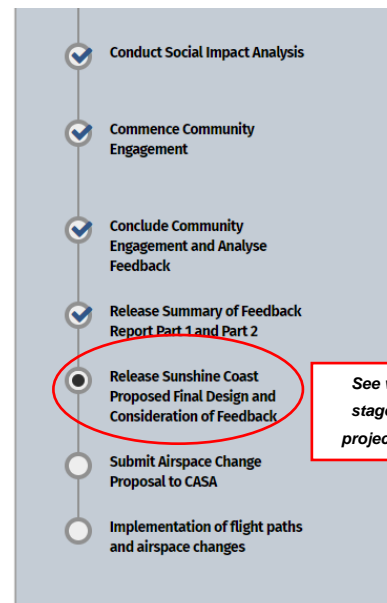 Conduct Social Impact Analysis
Commence Community
Engagement
Conclude Community
Engagement and Analyse
Feedback
Release Summary of Feedback
Report Part 1 and Part 2
Release Sunshine Coast
Proposed Final Design and
Consideration of Feedback
See
stage
projec
Submit Airspace Change
Proposal to CASA
Implementation of flight paths
and airspace changes